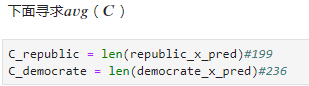 下面寻求avg（C）
C_republic = len(republic_x_pred)#199
C_democrate = len(democrate_x_pred)#236